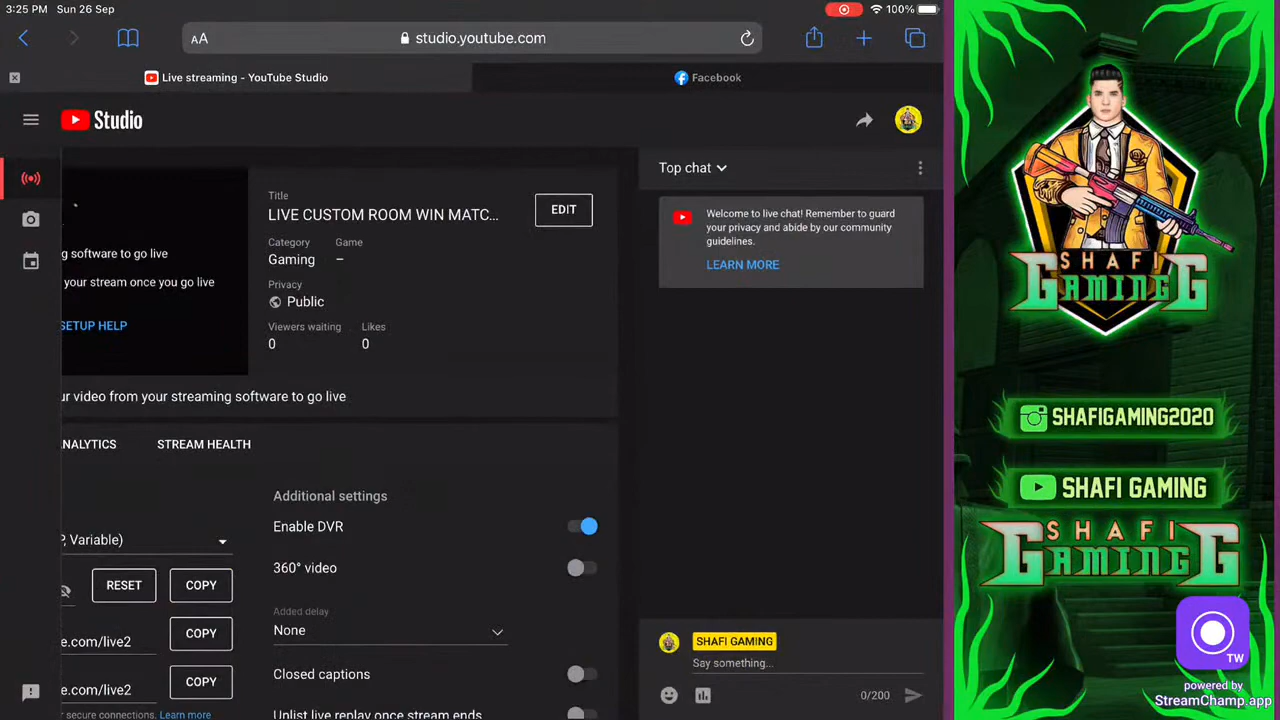 3:25 PM Sun 26 Sep
100%
AA
studio.youtube.com
Live streaming - YouTube Studio
Facebook
Studio
Title
LIVE CUSTOM ROOM WIN MATC...
EDIT
Category
Game
Gaming
–
Privacy
Public
Viewers waiting
Likes
0
0
g software to go live
your stream once you go live
SETUP HELP
ur video from your streaming software to go live
ANALYTICS
STREAM HEALTH
P, Variable)
RESET
COPY
e.com/live2
COPY
e.com/live2
COPY
or secure connections. Learn more
Additional settings
Enable DVR
360° video
Added delay
None
Closed captions
Unlist live replay once stream ends
Top chat
Welcome to live chat! Remember to guard
your privacy and abide by our community
guidelines.
LEARN MORE
SHAFI GAMING
Say something...
0/200
SHAFI
GAMING
SHAFIGAMING2020
SHAFI GAMING
SHAFI
GAMING
TW
powered by
StreamChamp.app